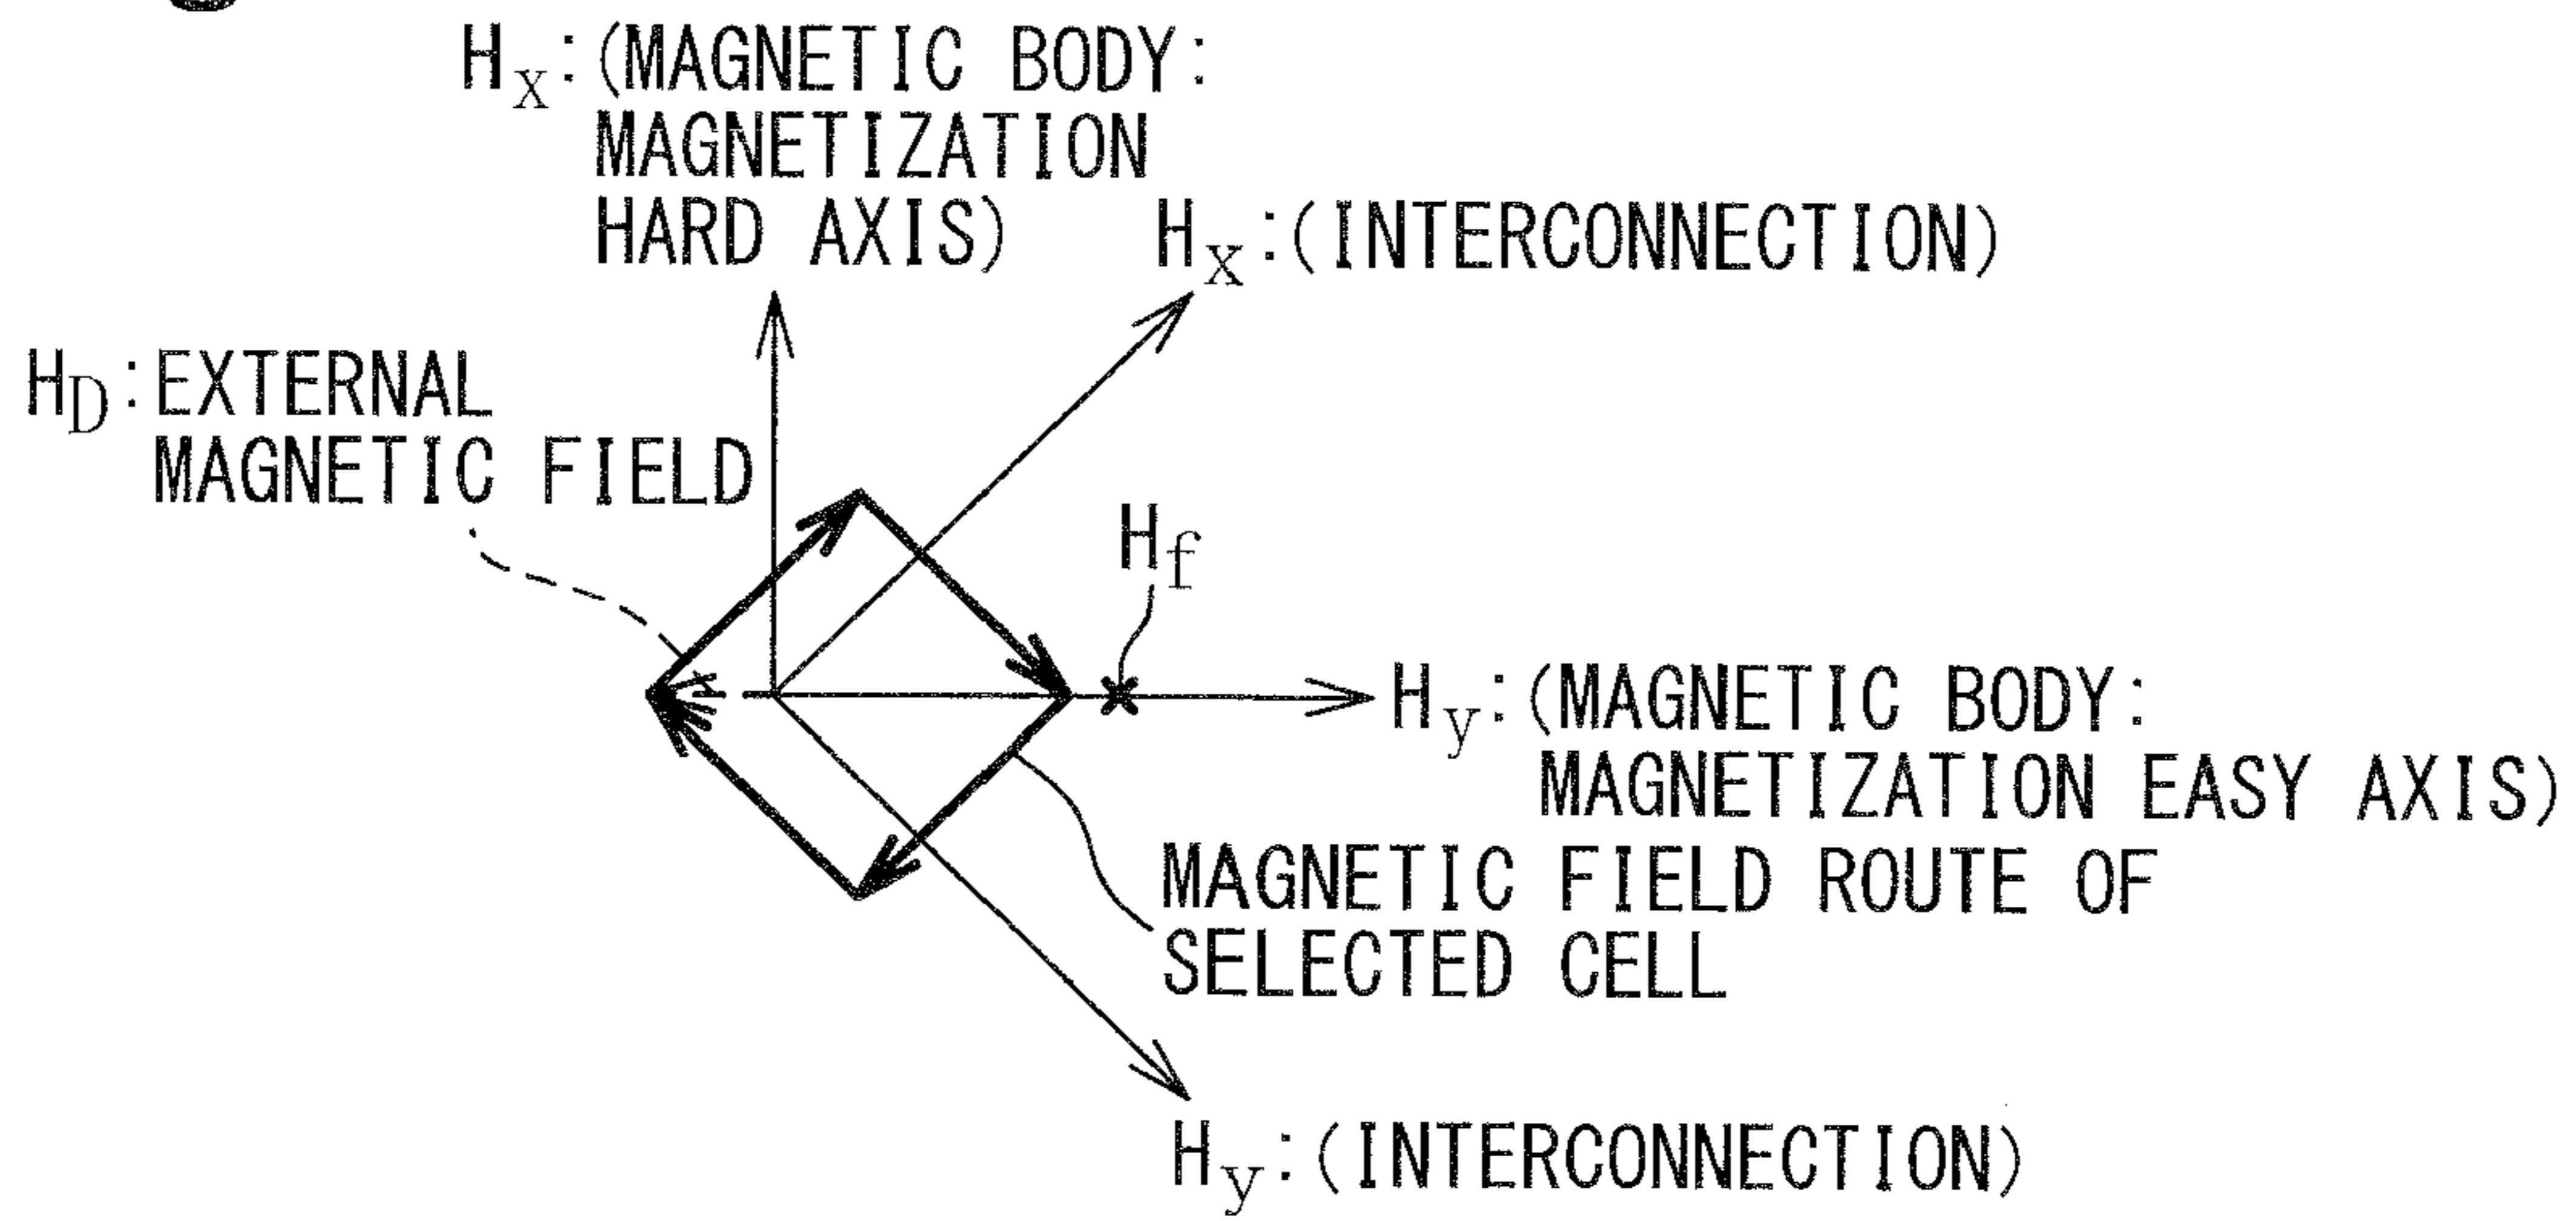 Hx:(MAGNETIC BODY:
MAGNETIZATION
HARD AXIS)
Hx:(INTERCONNECTION)
HD:EXTERNAL
MAGNETIC FIELD
Hf
Hy:(MAGNETIC BODY:
MAGNETIZATION EASY AXIS)
MAGNETIC FIELD ROUTE OF
SELECTED CELL
Hy:(INTERCONNECTION)